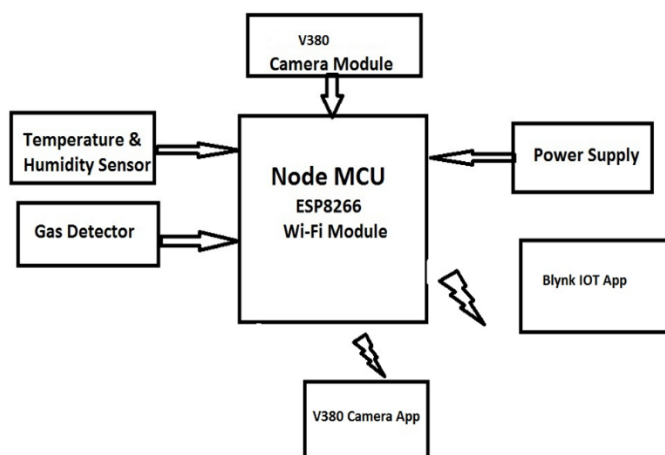 V380
Camera Module
Temperature &
Humidity Sensor
Node MCU
ESP8266
Wi-Fi Module
Power Supply
Gas Detector
Blynk IOT App
V380 Camera App